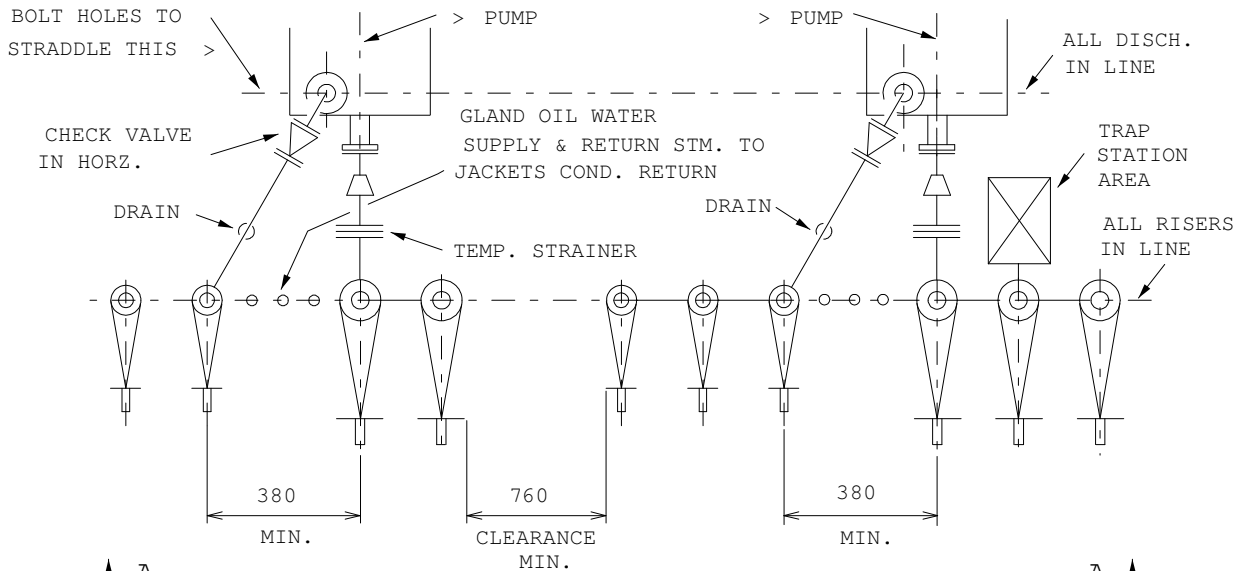 BOLT HOLES TO
STRADDLE THIS >
> PUMP
> PUMP
ALL DISCH.
IN LINE
CHECK VALVE
IN HORZ.
GLAND OIL WATER
SUPPLY & RETURN STM. TO
JACKETS COND. RETURN
TRAP
STATION
AREA
DRAIN
DRAIN
TEMP. STRAINER
ALL RISERS
IN LINE
380
MIN.
760
CLEARANCE
MIN.
380
MIN.
A
A